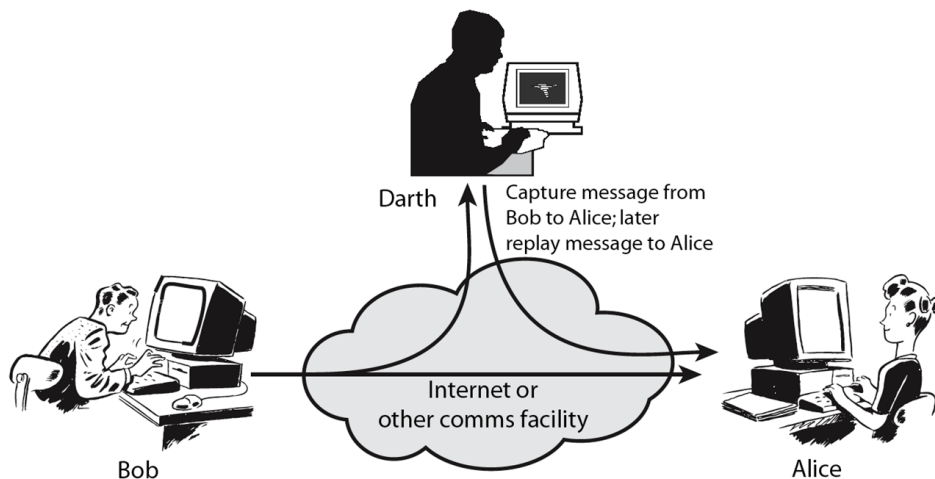 Darth
Capture message from
Bob to Alice; later
replay message to Alice
Internet or
other comms facility
Bob
Alice